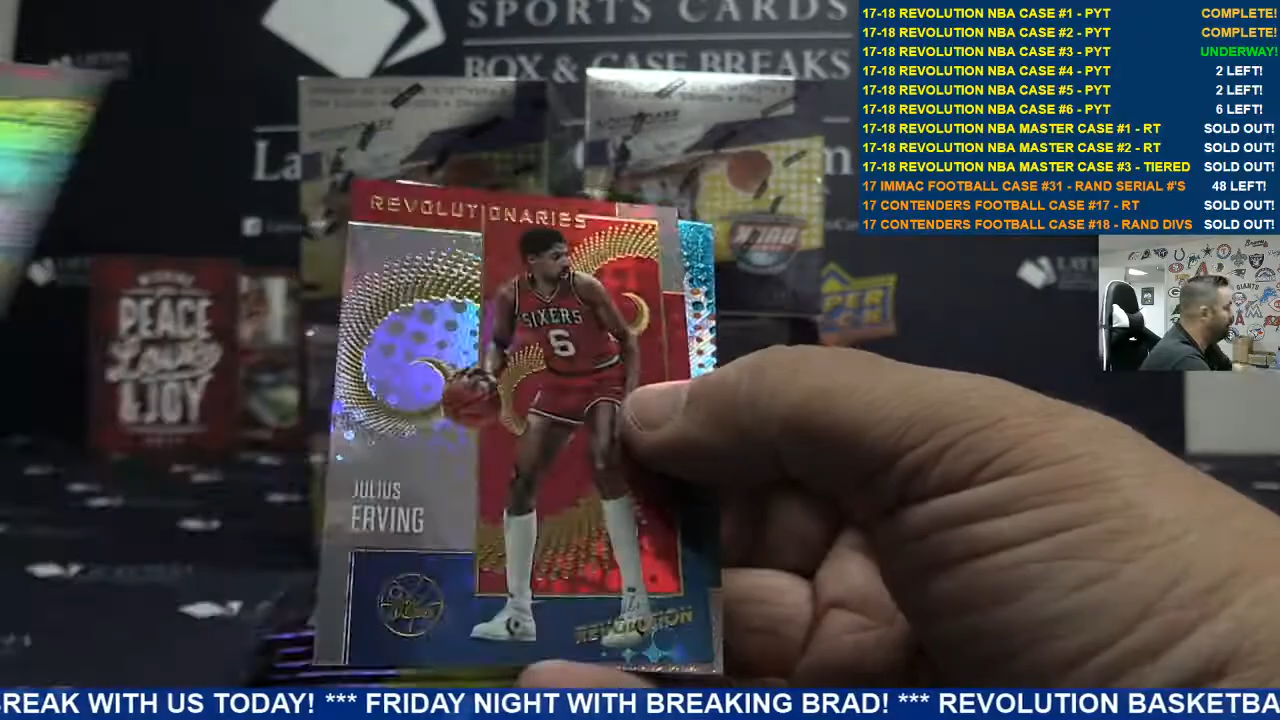 SPORTS CARDS
BOX & CASE BREAKS
17-18 REVOLUTION NBA CASE #1 - PYT COMPLETE!
17-18 REVOLUTION NBA CASE #2 - PYT COMPLETE!
17-18 REVOLUTION NBA CASE #3 - PYT UNDERWAY!
17-18 REVOLUTION NBA CASE #4 - PYT 2 LEFT!
17-18 REVOLUTION NBA CASE #5 - PYT 2 LEFT!
17-18 REVOLUTION NBA CASE #6 - PYT 6 LEFT!
17-18 REVOLUTION NBA MASTER CASE #1 - RT SOLD OUT!
17-18 REVOLUTION NBA MASTER CASE #2 - RT SOLD OUT!
17-18 REVOLUTION NBA MASTER CASE #3 - TIERED SOLD OUT!
17 IMMAC FOOTBALL CASE #31 - RAND SERIAL #'S 48 LEFT!
17 CONTENDERS FOOTBALL CASE #17 - RT SOLD OUT!
17 CONTENDERS FOOTBALL CASE #18 - RAND DIVS SOLD OUT!
REVOLUTIONARIES
SIXERS
6
JULIUS
ERVING
REVOLUTION
PEACE
Love
& JOY
PER
BREAK WITH US TODAY! *** FRIDAY NIGHT WITH BREAKING BRAD! *** REVOLUTION BASKETBA